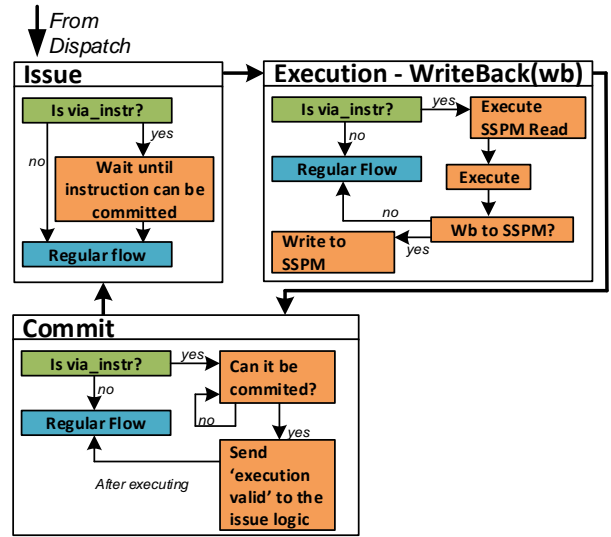 From
Dispatch
Issue
Is via_instr?
no
yes
Wait until
instruction can be
committed
Regular flow
Execution - WriteBack(wb)
Is via_instr?
yes
Execute
SSPM Read
no
Regular Flow
Execute
no
Wb to SSPM?
yes
Write to
SSPM
Commit
Is via_instr?
yes
Can it be
commited?
no
no
Regular Flow
yes
Send
‘execution
valid’ to the
issue logic
After executing